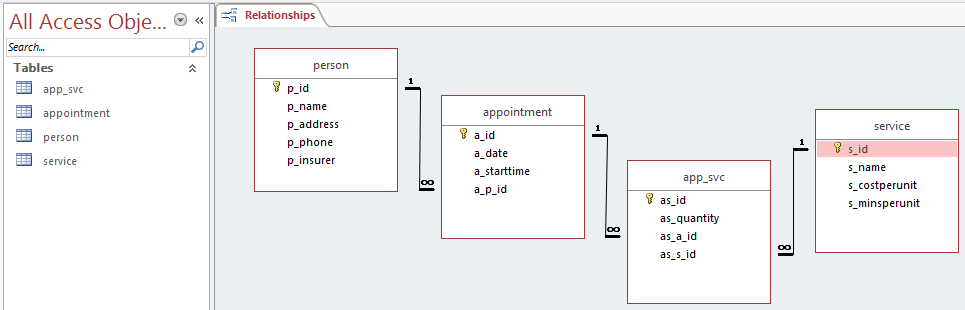 All Access Obje...
«
Search...
Tables
app_svc
appointment
person
service
Relationships
person
p_id
p_name
p_address
p_phone
p_insurer
1
∞
appointment
a_id
a_date
a_starttime
a_p_id
1
∞
app_svc
as_id
as_quantity
as_a_id
as_s_id
1
∞
service
s_id
s_name
s_costperunit
s_minsperunit